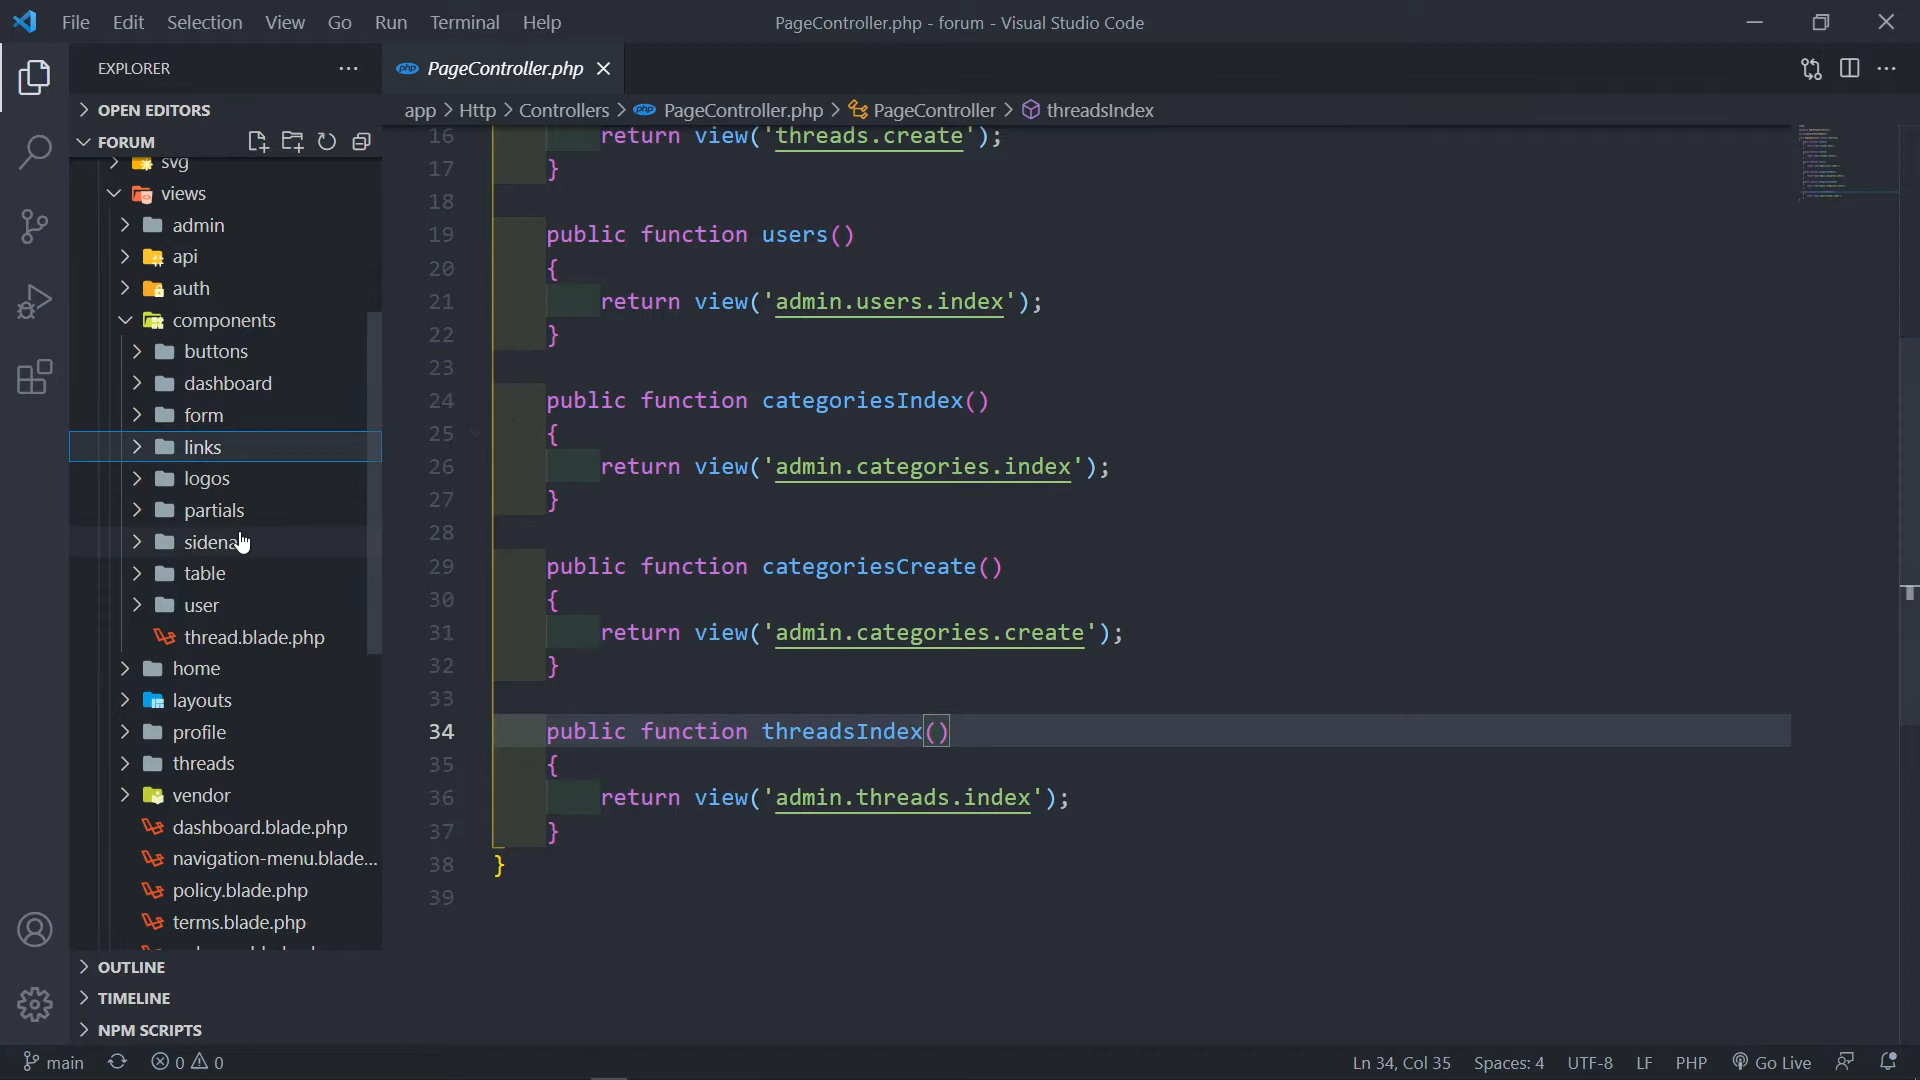 File Edit Selection View Go Run Terminal Help
PageController.php - forum - Visual Studio Code
EXPLORER
OPEN EDITORS
FORUM
svg
views
admin
api
auth
components
buttons
dashboard
form
links
logos
partials
table
user
thread.blade.php
home
layouts
profile
threads
vendor
dashboard.blade.php
navigation-menu.blade...
policy.blade.php
terms.blade.php
OUTLINE
TIMELINE
NPM SCRIPTS
php PageController.php
app > Http > Controllers > php PageController.php > PageController > threadsIndex
16 return view('threads.create');
17 }
18
19 public function users()
20 {
21 return view('admin.users.index');
22 }
23
24 public function categoriesIndex()
25 {
26 return view('admin.categories.index');
27 }
28
29 public function categoriesCreate()
30 {
31 return view('admin.categories.create');
32 }
33
34 public function threadsIndex()
35 {
36 return view('admin.threads.index');
37 }
38 }
39
main 0 0
Ln 34, Col 35 Spaces: 4 UTF-8 LF PHP Go Live